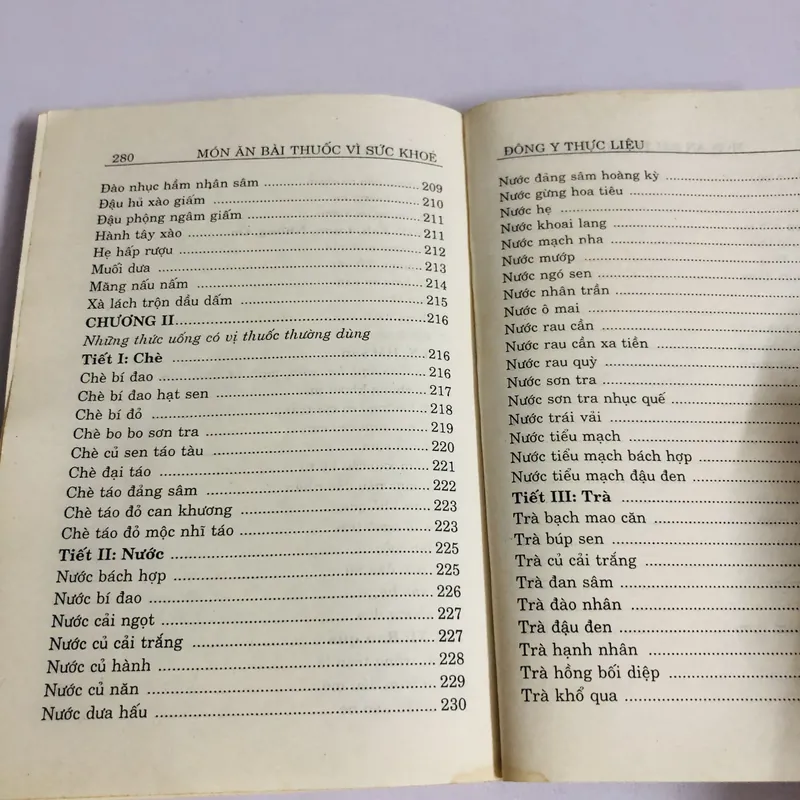 280 MÓN ĂN BÀI THUỐC VÌ SỨC KHOẺ
Đào nhục hầm nhân sâm 209
Đậu hủ xào giấm 210
Đậu phộng ngâm giấm 211
Hành tây xào 211
Hẹ hấp rượu 212
Muối dưa 213
Măng nấu nấm 214
Xà lách trộn dầu dấm 215
CHƯƠNG II 216
Những thức uống có vị thuốc thường dùng
Tiết I: Chè 216
Chè bí đao 216
Chè bí đao hạt sen 217
Chè bí đỏ 218
Chè bo bo sơn tra 219
Chè củ sen táo tàu 220
Chè đại táo 221
Chè táo đảng sâm 222
Chè táo đỏ can khương 223
Chè táo đỏ mộc nhĩ táo 223
Tiết II: Nước 225
Nước bách hợp 225
Nước bí đao 226
Nước cải ngọt 227
Nước củ cải trắng 227
Nước củ hành 228
Nước củ năn 229
Nước dưa hấu 230
ĐÔNG Y THỰC LIỆU
Nước đảng sâm hoàng kỳ
Nước gừng hoa tiêu
Nước hẹ
Nước khoai lang
Nước mạch nha
Nước mướp
Nước ngó sen
Nước nhân trần
Nước ô mai
Nước rau cần
Nước rau cần xa tiền
Nước rau quỳ
Nước sơn tra
Nước sơn tra nhục quế
Nước trái vải
Nước tiểu mạch
Nước tiểu mạch bách hợp
Nước tiểu mạch đậu đen
Tiết III: Trà
Trà bạch mao căn
Trà búp sen
Trà củ cải trắng
Trà đan sâm
Trà đào nhân
Trà đậu đen
Trà hạnh nhân
Trà hồng bối diệp
Trà khổ qua